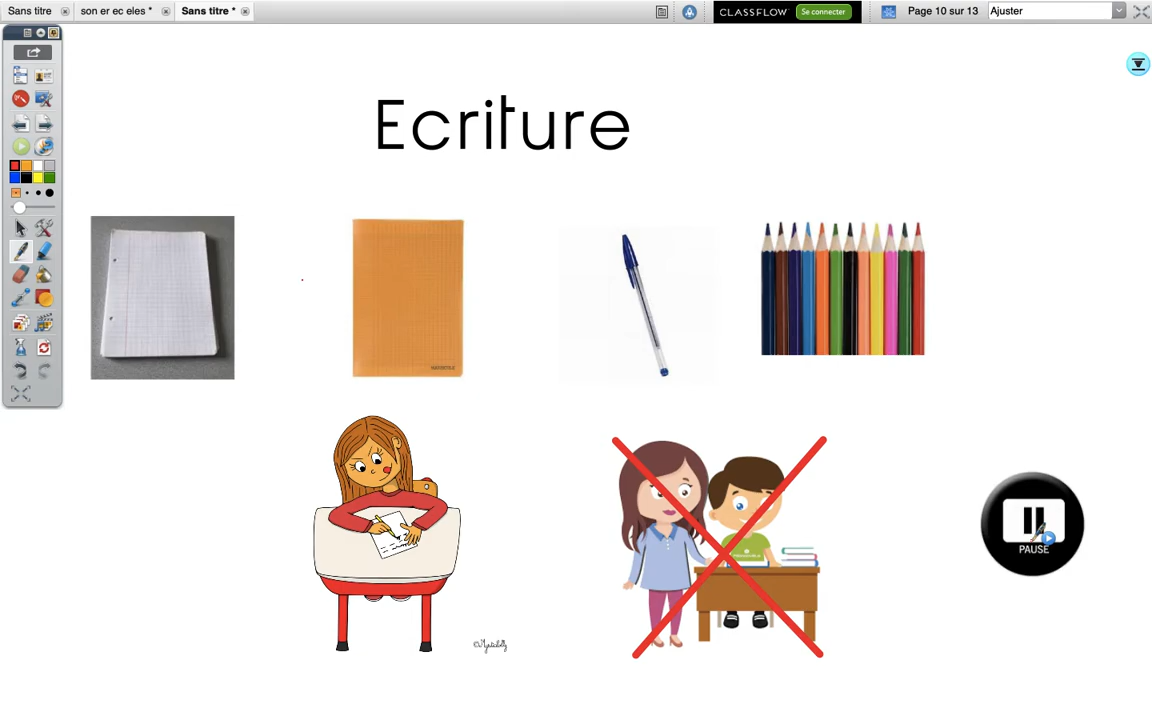 Sans titre son er ec eles * Sans titre *
CLASSFLOW Se connecter
Page 10 sur 13 Ajuster
Ecriture
PAUSE